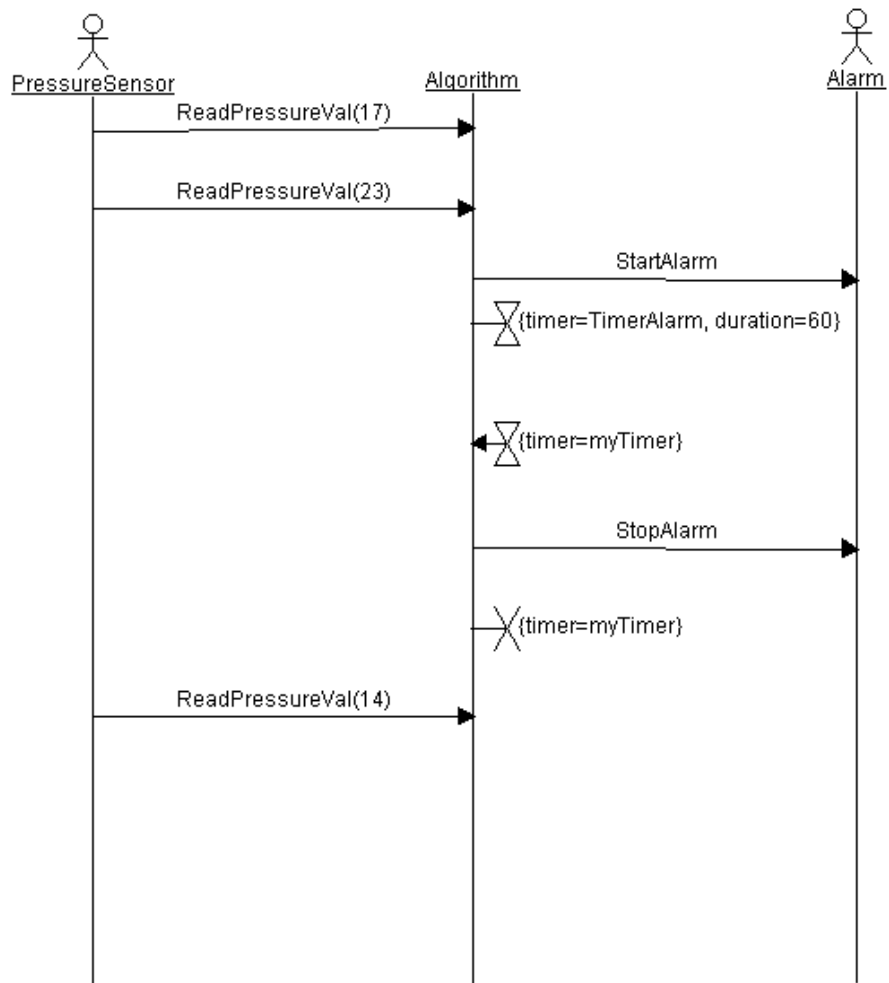 PressureSensor
Algorithm
Alarm
ReadPressureVal(17)
ReadPressureVal(23)
StartAlarm
{timer=TimerAlarm, duration=60}
{timer=myTimer}
StopAlarm
{timer=myTimer}
ReadPressureVal(14)